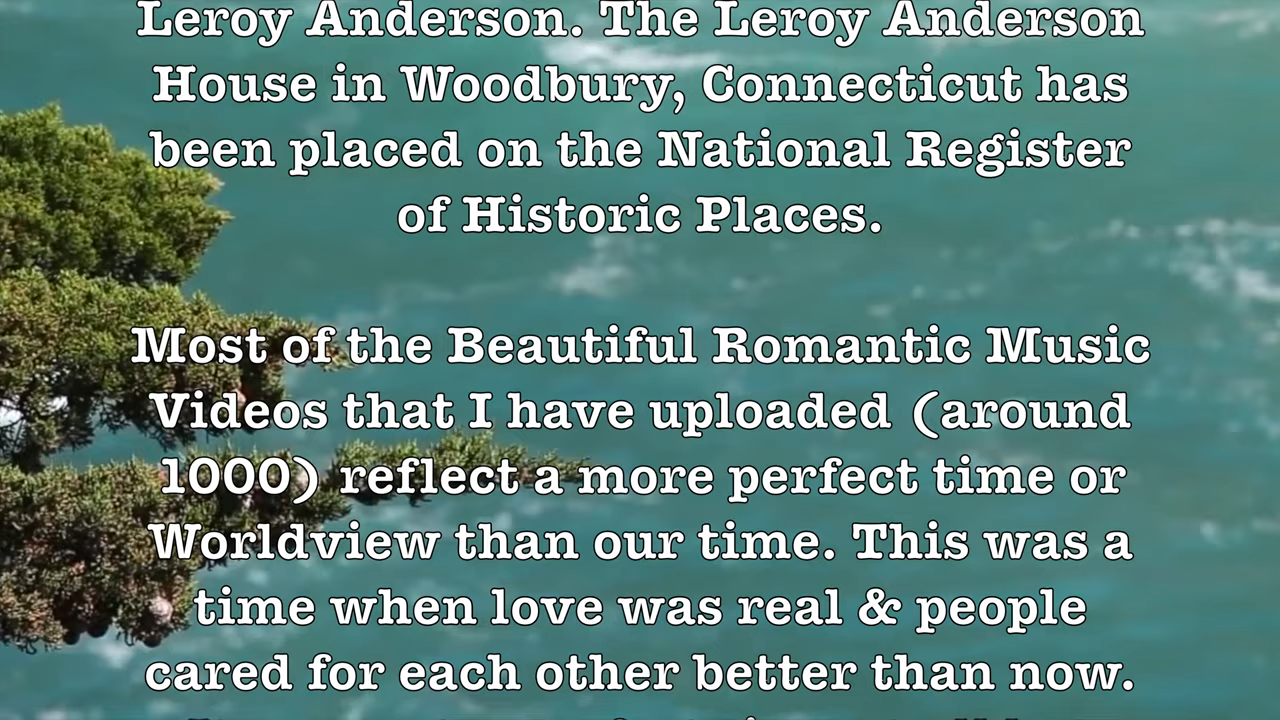 Leroy Anderson. The Leroy Anderson
House in Woodbury, Connecticut has
been placed on the National Register
of Historic Places.
Most of the Beautiful Romantic Music
Videos that I have uploaded (around
1000) reflect a more perfect time or
Worldview than our time. This was a
time when love was real & people
cared for each other better than now.